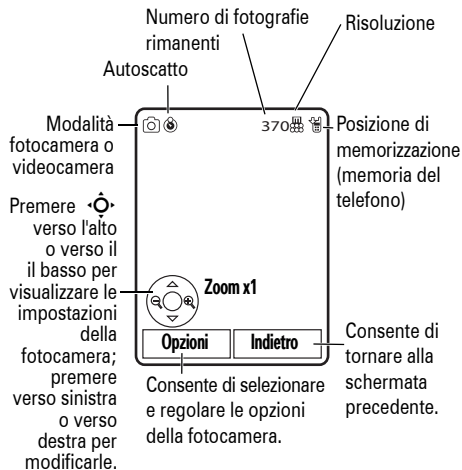 Numero di fotografie
rimanenti
Risoluzione
Autoscatto
Modalità
fotocamera o
videocamera
370
Posizione di
memorizzazione
(memoria del
telefono)
Premere
verso l'alto
o verso il
il basso per
visualizzare le
impostazioni
della
fotocamera;
premere
verso sinistra
o verso
destra per
modificarle.
Zoom x1
Opzioni
Indietro
Consente di selezionare
e regolare le opzioni
della fotocamera.
Consente di
tornare alla
schermata
precedente.